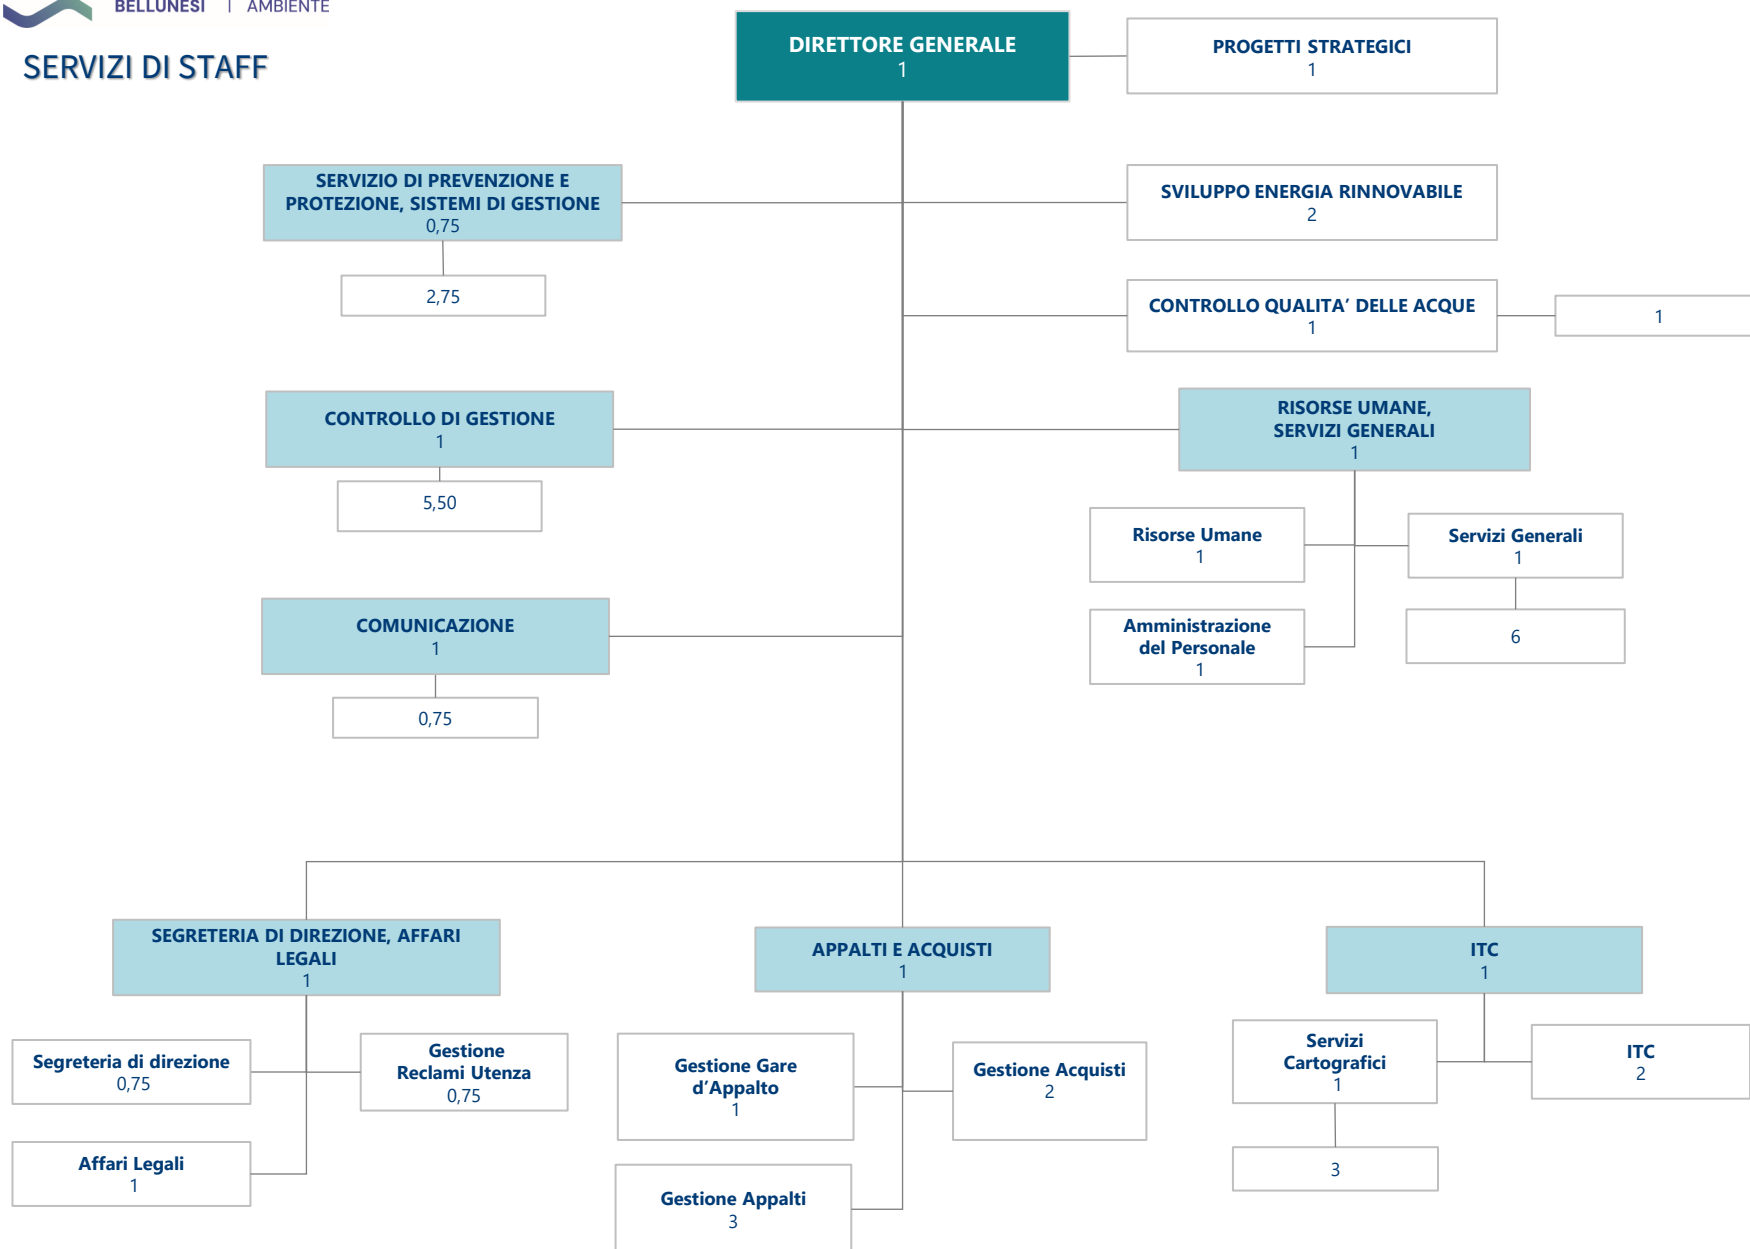 BELLUNESI | AMBIENTE
SERVIZI DI STAFF
DIRETTORE GENERALE
1
PROGETTI STRATEGICI
1
SERVIZIO DI PREVENZIONE E
PROTEZIONE, SISTEMI DI GESTIONE
0,75
2,75
SVILUPPO ENERGIA RINNOVABILE
2
CONTROLLO QUALITA’ DELLE ACQUE
1
1
CONTROLLO DI GESTIONE
1
5,50
RISORSE UMANE,
SERVIZI GENERALI
1
Risorse Umane
1
Servizi Generali
1
Amministrazione
del Personale
1
6
COMUNICAZIONE
1
0,75
SEGRETERIA DI DIREZIONE, AFFARI
LEGALI
1
Segreteria di direzione
0,75
Gestione
Reclami Utenza
0,75
Affari Legali
1
APPALTI E ACQUISTI
1
Gestione Gare
d’Appalto
1
Gestione Acquisti
2
Gestione Appalti
3
ITC
1
Servizi
Cartografici
1
ITC
2
3